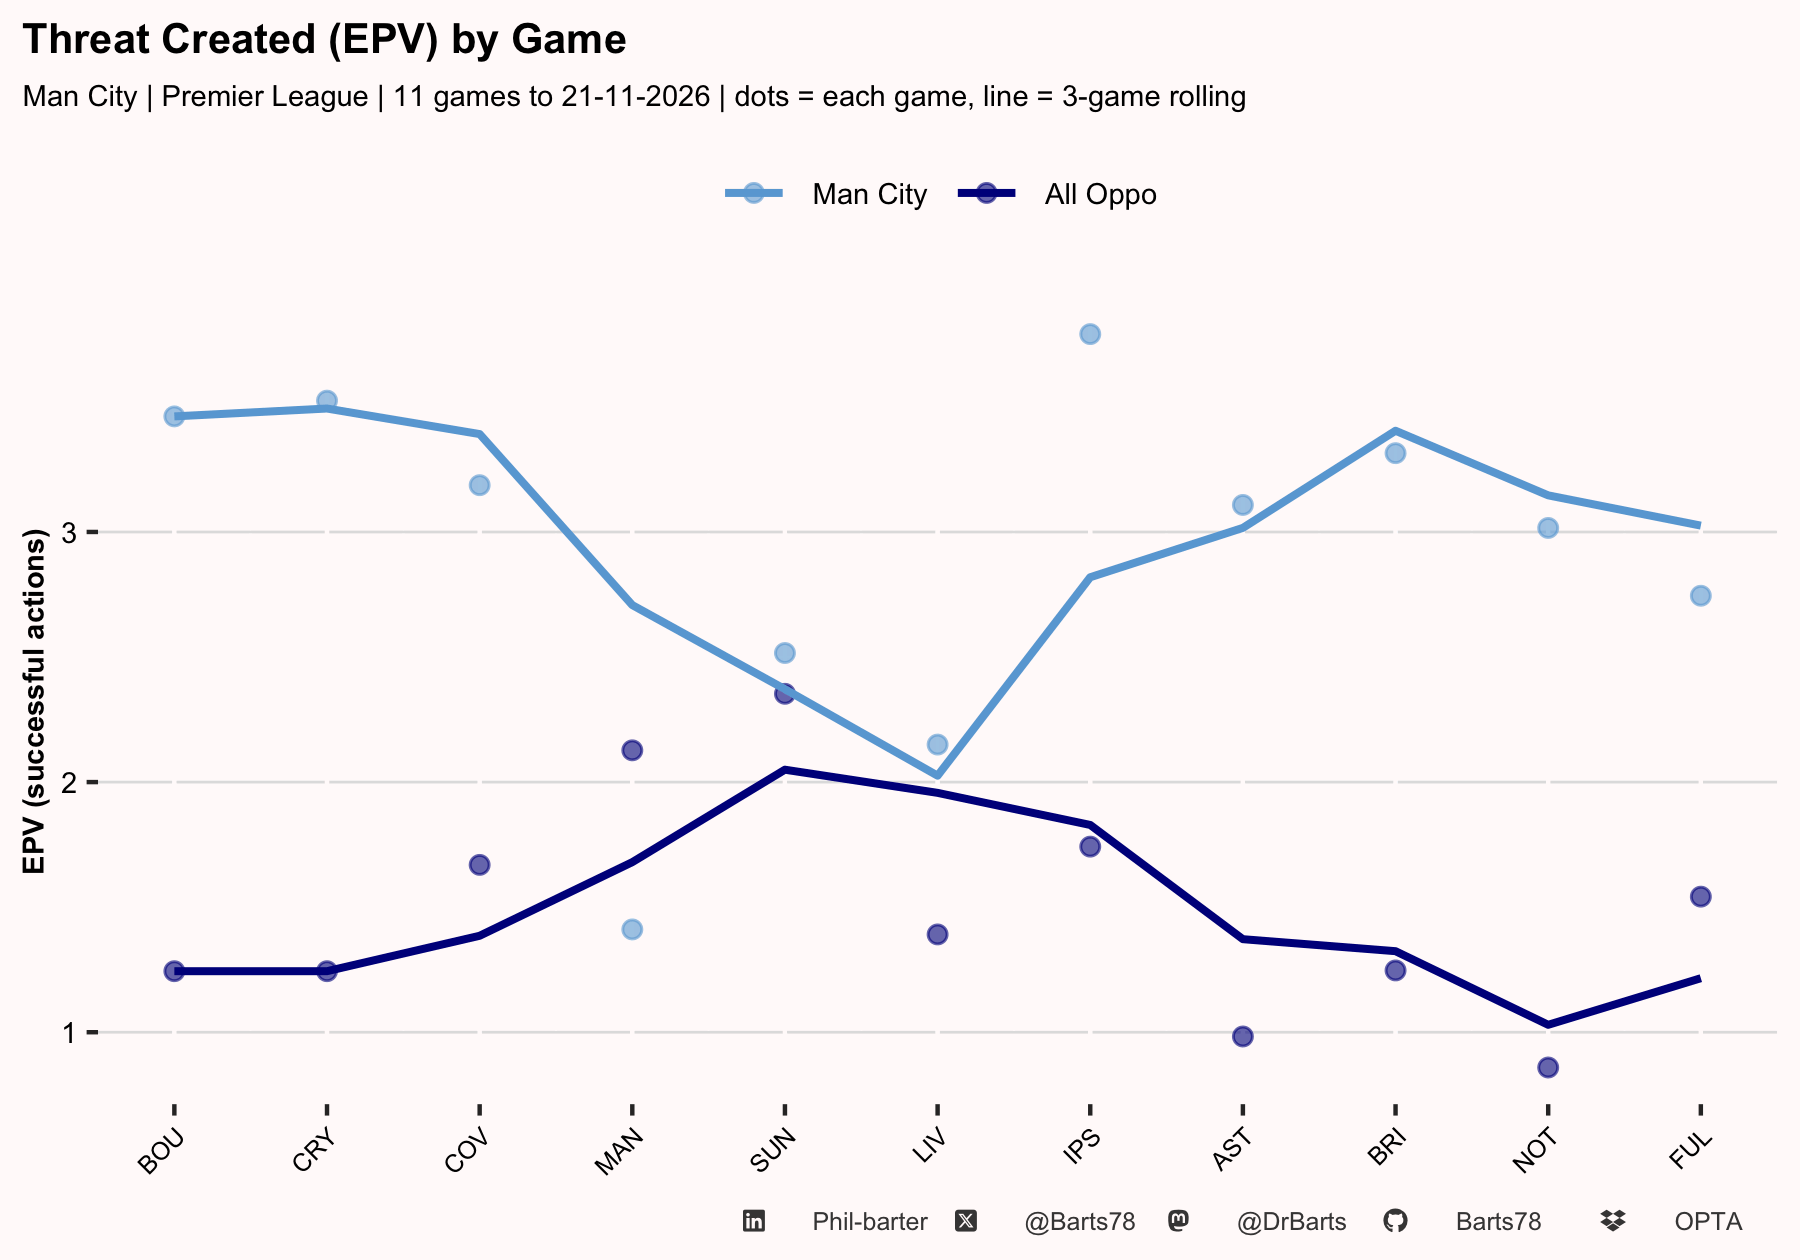 Threat Created (EPV) by Game
Man City | Premier League | 11 games to 21-11-2026 | dots = each game, line = 3-game rolling
Man City All Oppo
EPV (successful actions)
3
2
1
BOU CRY COV MAN SUN LIV IPS AST BRI NOT FUL
Phil-barter @Barts78 @DrBarts Barts78 OPTA